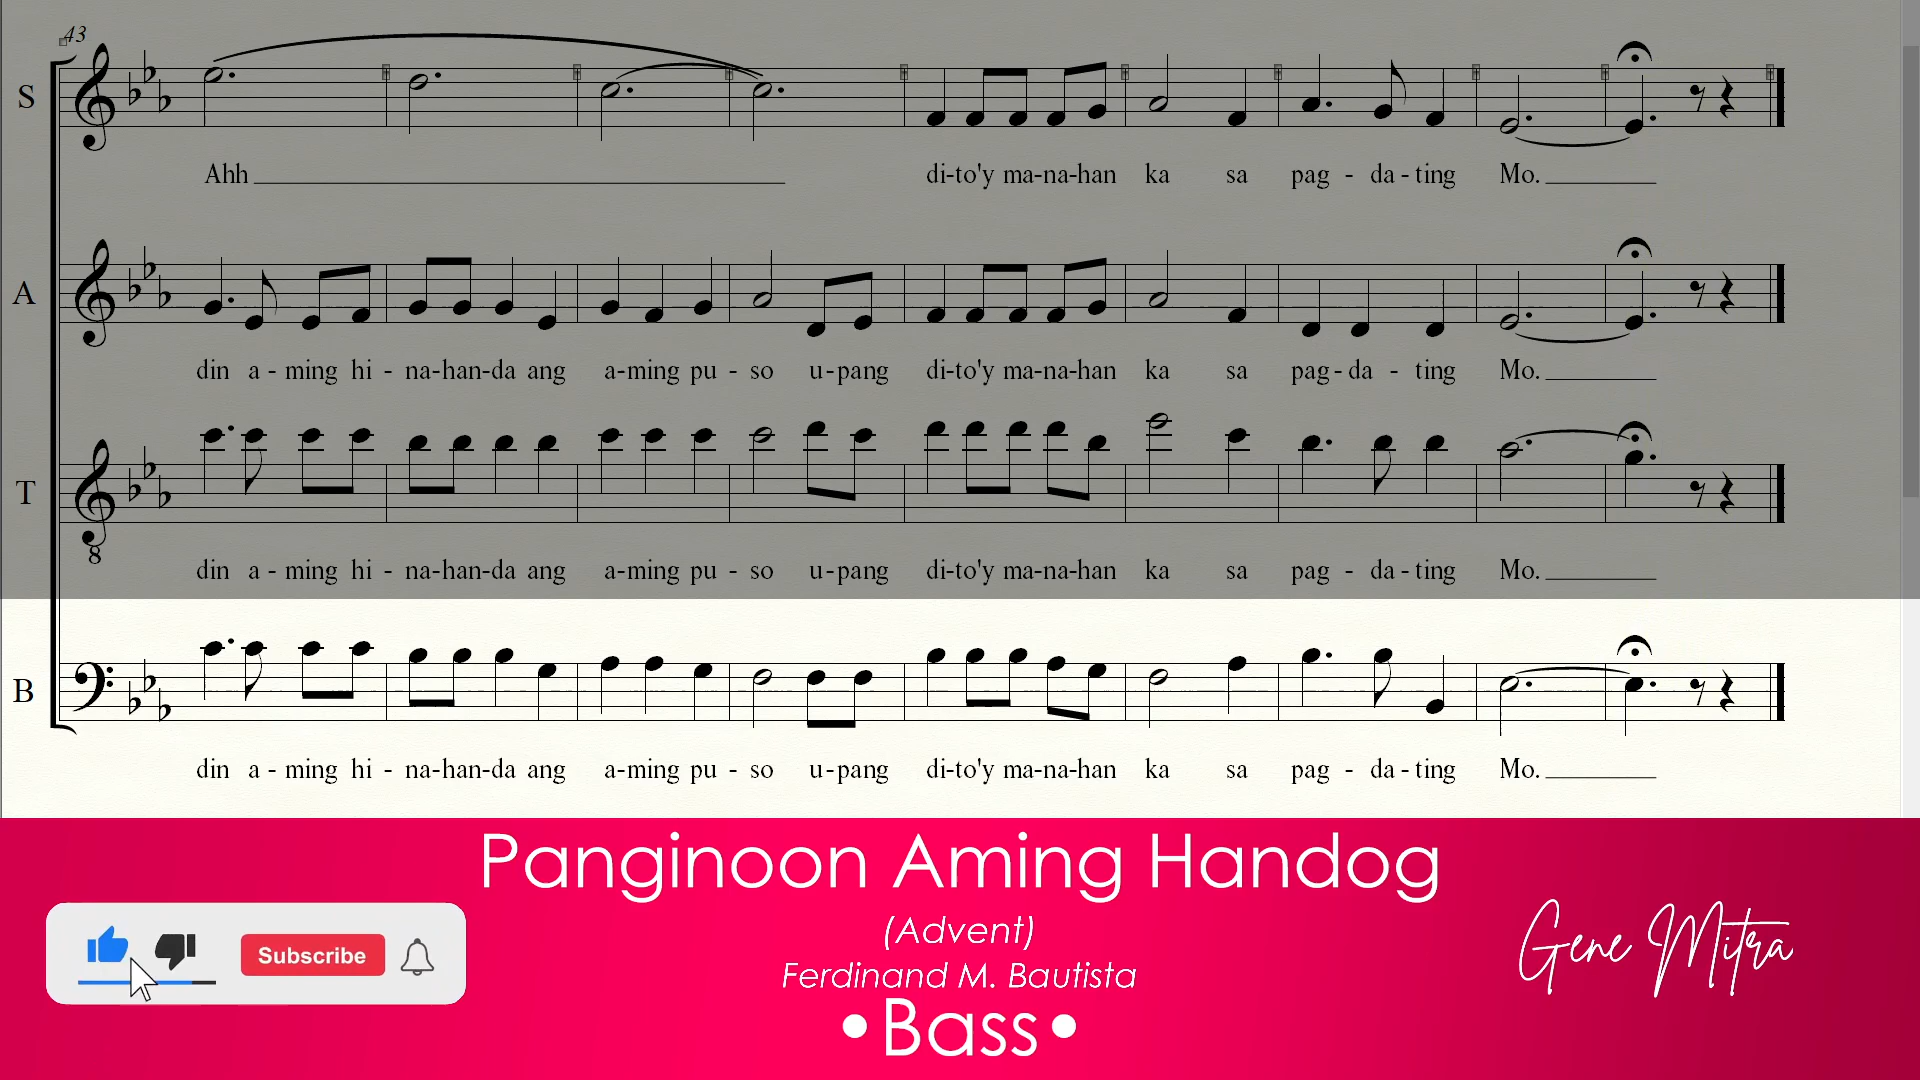 43
S
Ahh di-to'y ma-na-han ka sa pag - da - ting Mo.
A
din a - ming hi - na-han-da ang a-ming pu - so u-pang di-to'y ma-na-han ka sa pag - da - ting Mo.
T
8
din a - ming hi - na-han-da ang a-ming pu - so u-pang di-to'y ma-na-han ka sa pag - da - ting Mo.
B
din a - ming hi - na-han-da ang a-ming pu - so u-pang di-to'y ma-na-han ka sa pag - da - ting Mo.
Panginoon Aming Handog
(Advent)
Ferdinand M. Bautista
•Bass•
Subscribe
Gene Mitra